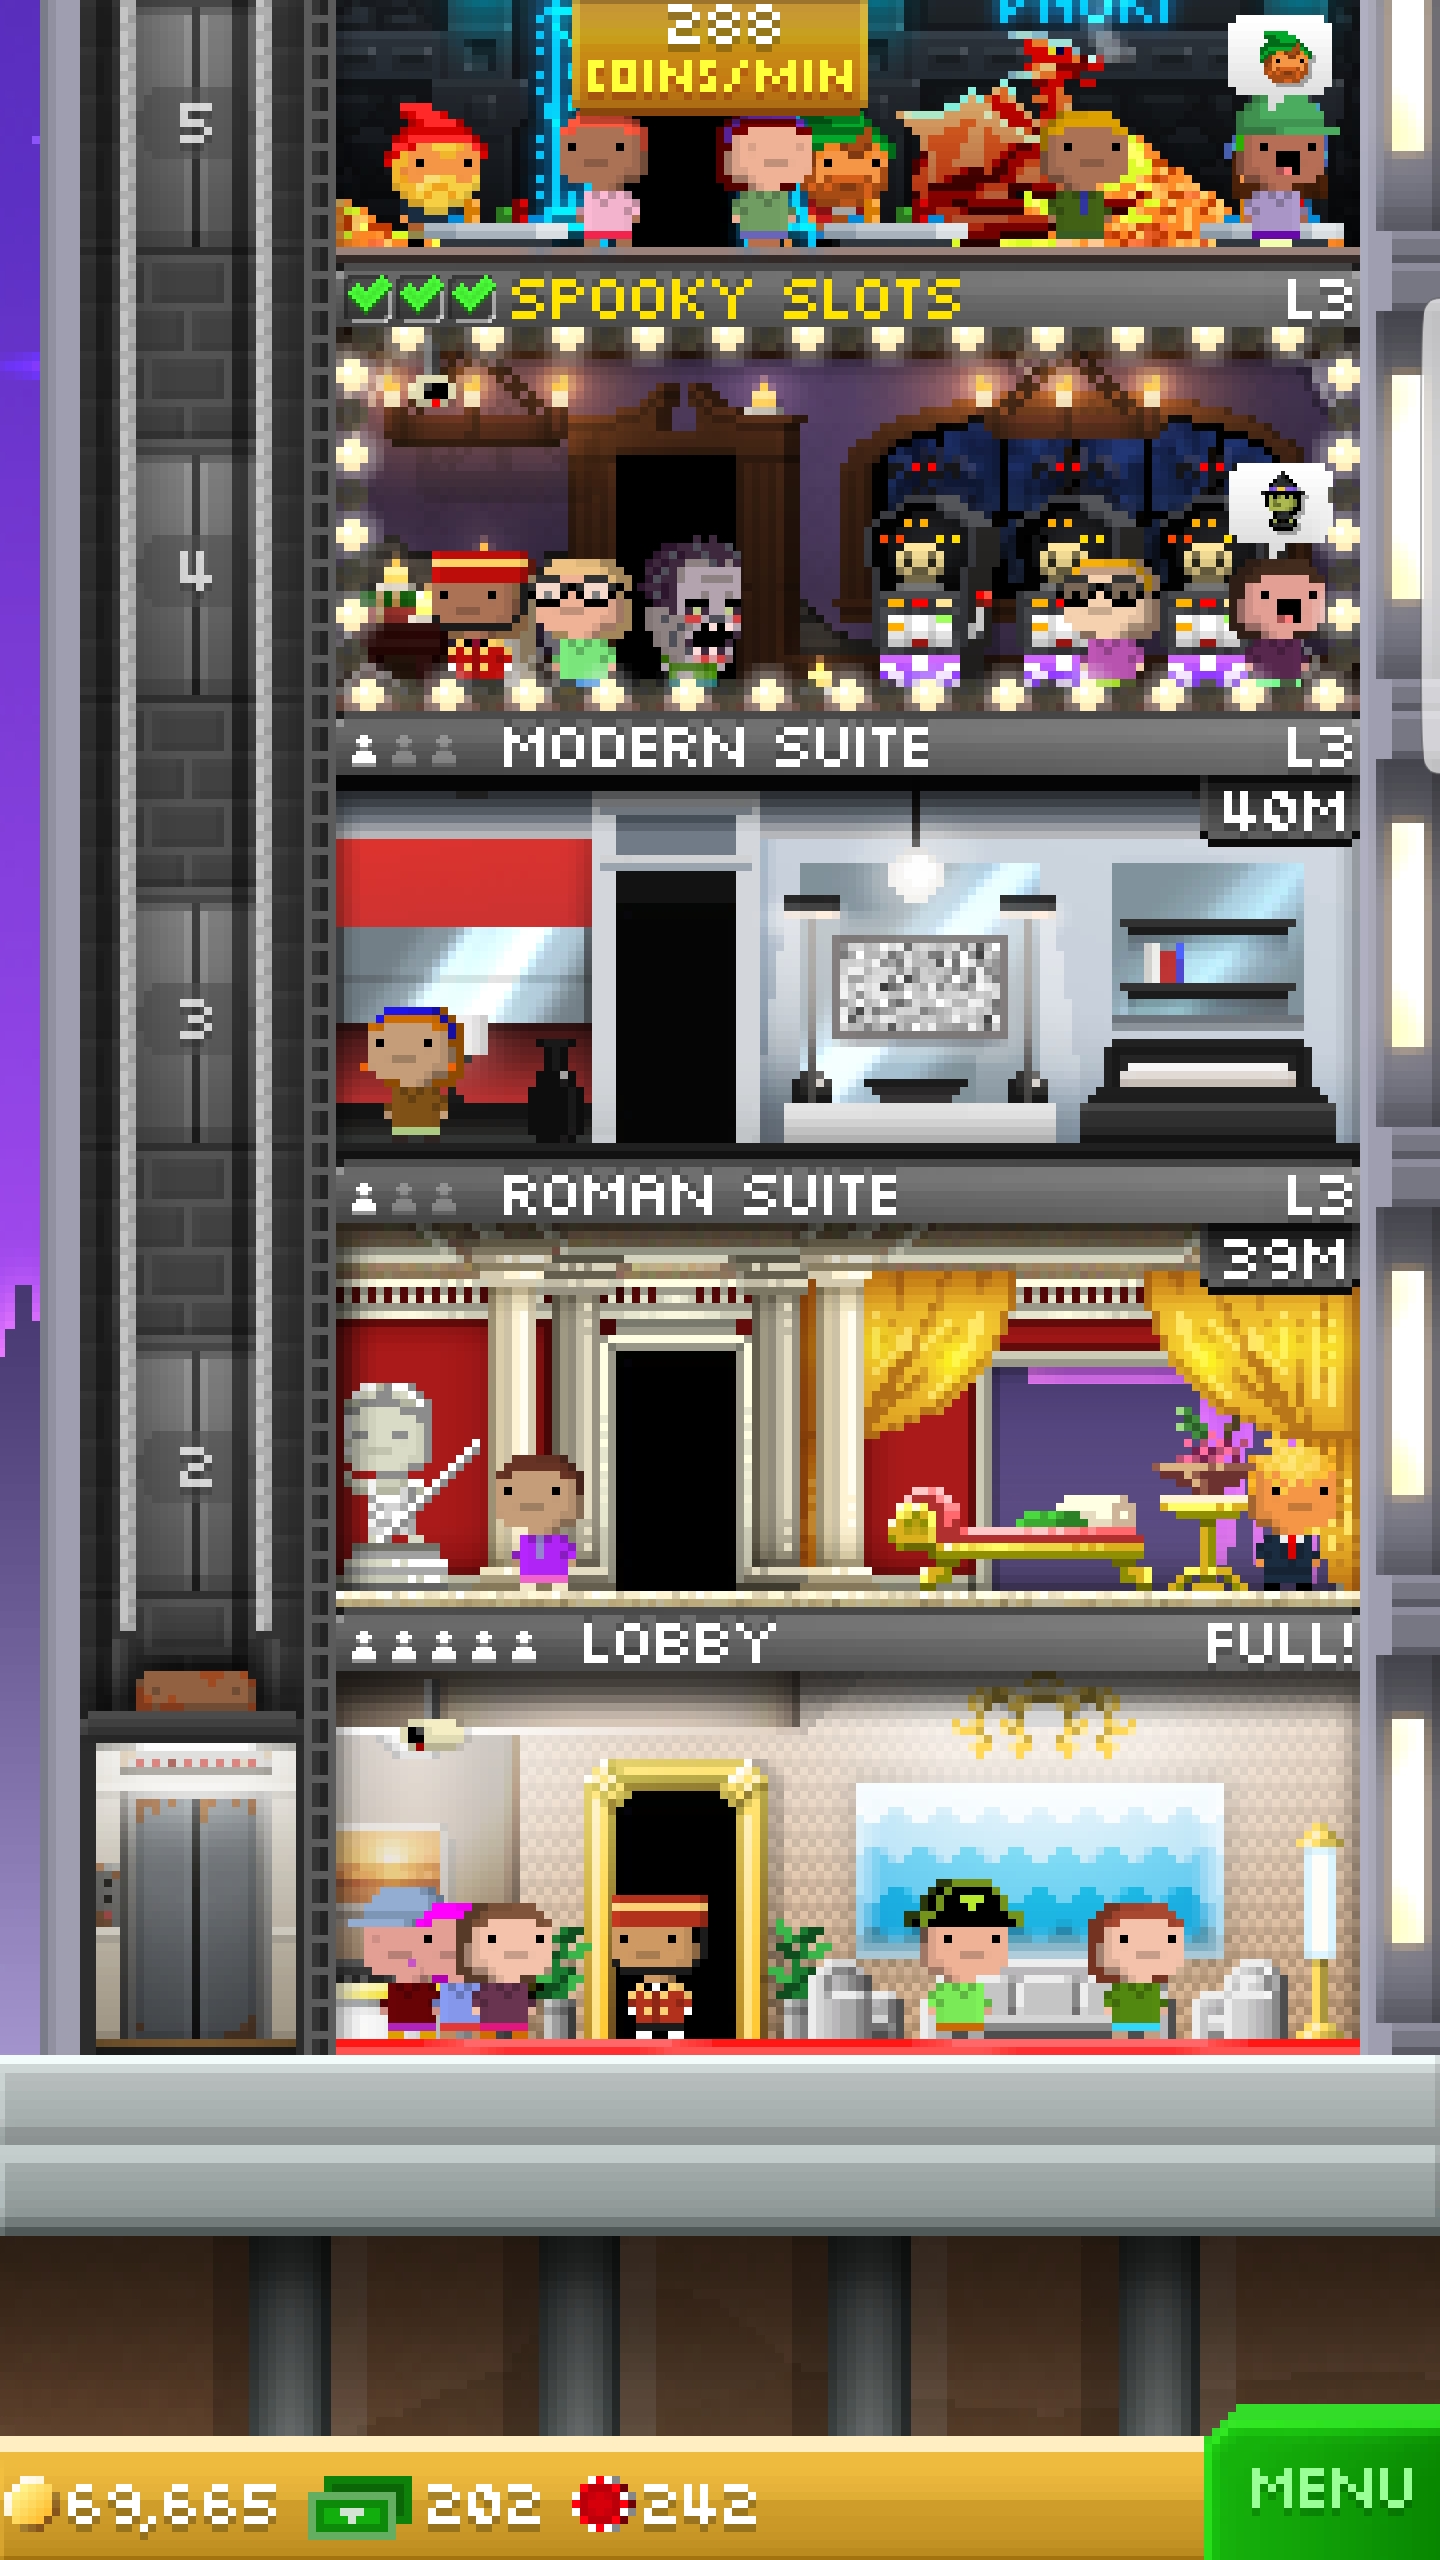 288
COINS/MIN
5
SPOOKY SLOTS L3
4
MODERN SUITE L3
40M
3
ROMAN SUITE L3
39M
2
LOBBY FULL!
69,665 202 242
MENU